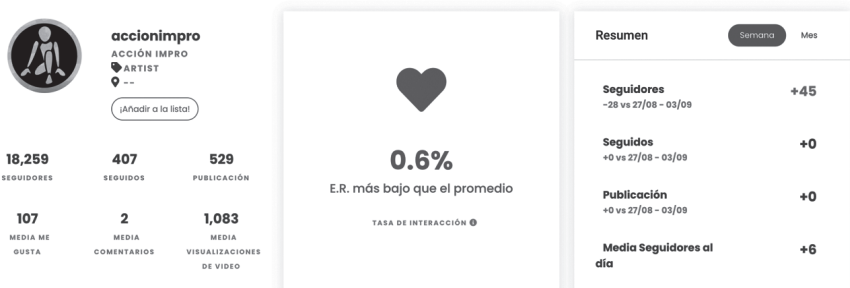 accionimpro
ACCIÓN IMPRO
ARTIST
--
¡Añadir a la lista!
18,259
SEGUIDORES
407
SEGUIDOS
529
PUBLICACIÓN
107
MEDIA ME
GUSTA
2
MEDIA
COMENTARIOS
1,083
MEDIA
VISUALIZACIONES
DE VIDEO
0.6%
E.R. más bajo que el promedio
TASA DE INTERACCIÓN
Resumen
Semana
Mes
Seguidores
+45
-28 vs 27/08 - 03/09
Seguidos
+0
+0 vs 27/08 - 03/09
Publicación
+0
+0 vs 27/08 - 03/09
Media Seguidores al
día
+6